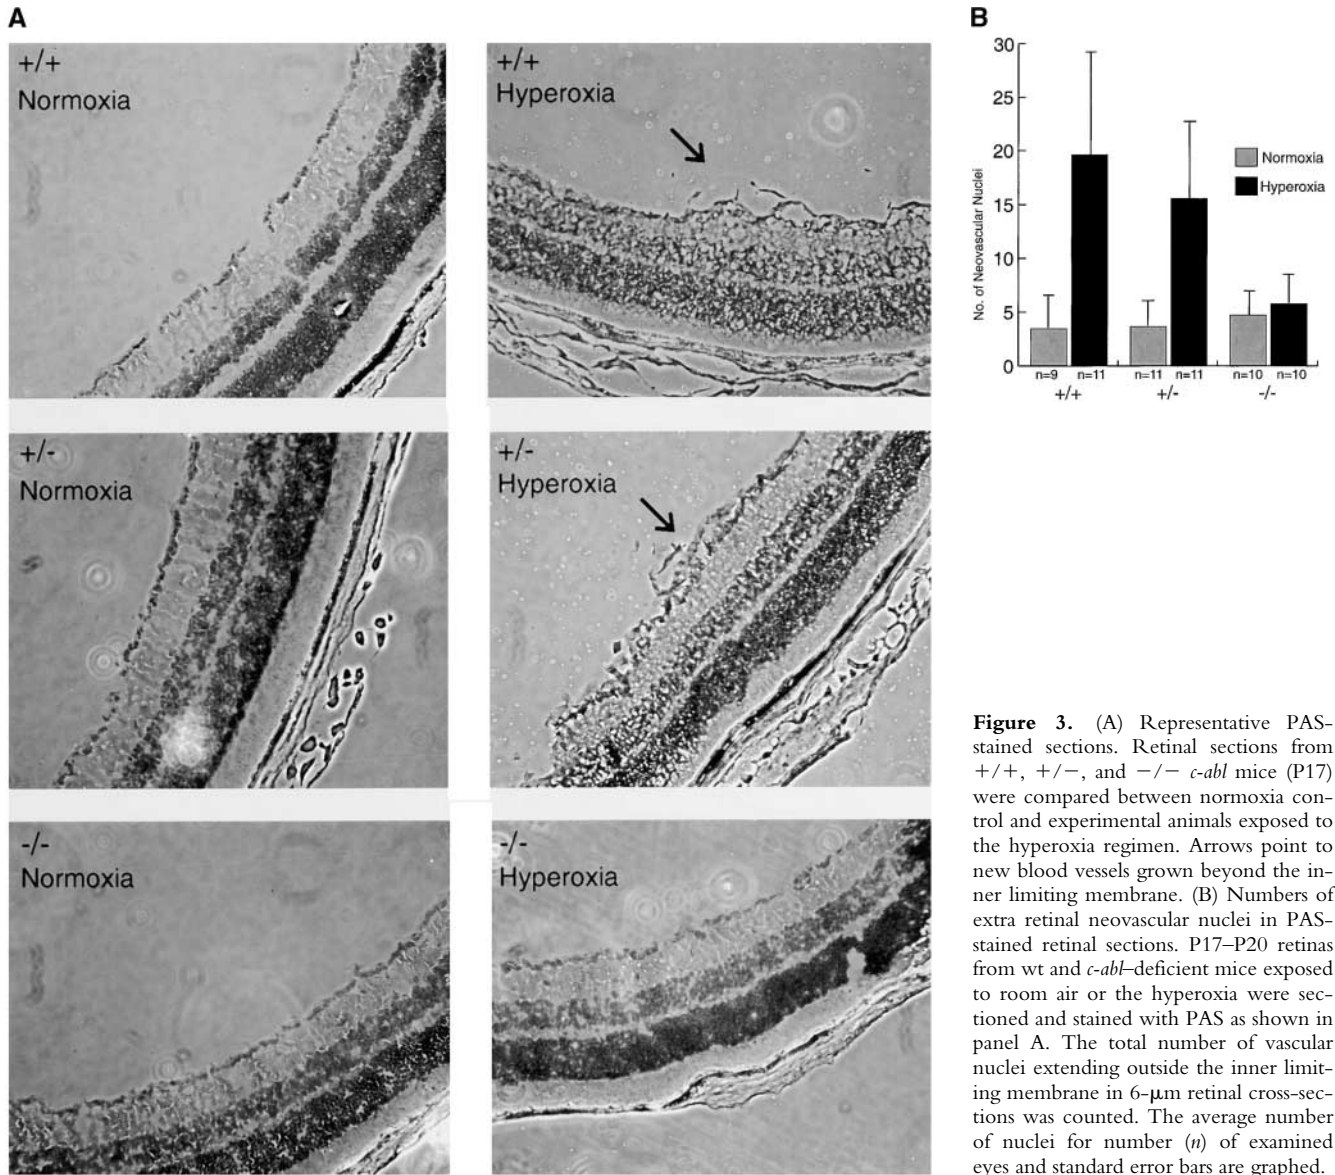 A
+/+
Normoxia
+/+
Hyperoxia
+/-
Normoxia
+/-
Hyperoxia
-/-
Normoxia
-/-
Hyperoxia
B
30
25
20
15
10
5
0
No. of Neovascular Nuclei
Normoxia
Hyperoxia
n=9 n=11 n=11 n=11 n=10 n=10
+/+ +/- -/-
Figure 3. (A) Representative PAS-
stained sections. Retinal sections from
+/+, +/−, and −/− c-abl mice (P17)
were compared between normoxia con-
trol and experimental animals exposed to
the hyperoxia regimen. Arrows point to
new blood vessels grown beyond the in-
ner limiting membrane. (B) Numbers of
extra retinal neovascular nuclei in PAS-
stained retinal sections. P17–P20 retinas
from wt and c-abl–deficient mice exposed
to room air or the hyperoxia were sec-
tioned and stained with PAS as shown in
panel A. The total number of vascular
nuclei extending outside the inner limit-
ing membrane in 6-μm retinal cross-sec-
tions was counted. The average number
of nuclei for number (n) of examined
eyes and standard error bars are graphed.